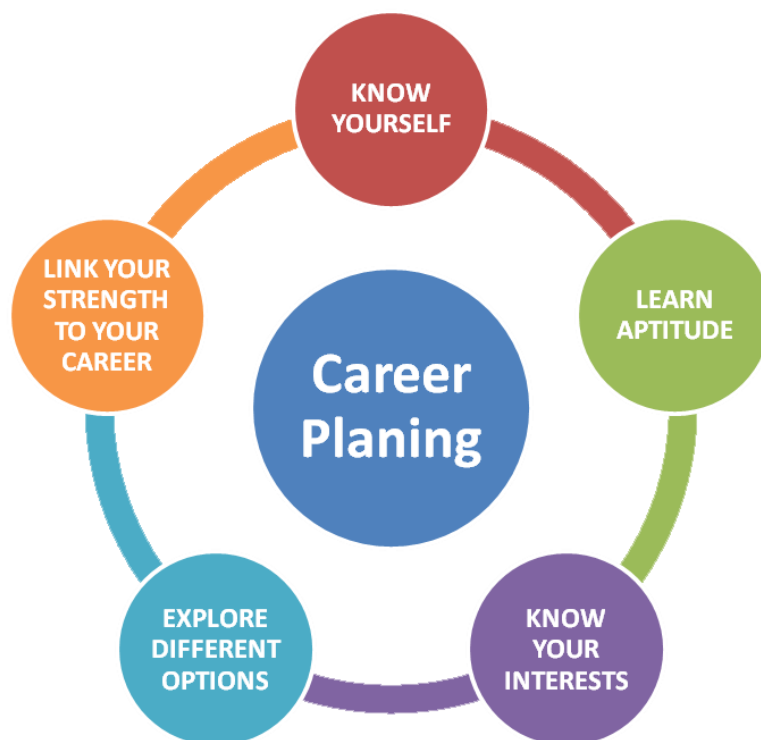 KNOW
YOURSELF
LEARN
APTITUDE
KNOW
YOUR
INTERESTS
EXPLORE
DIFFERENT
OPTIONS
LINK YOUR
STRENGTH
TO YOUR
CAREER
Career
Planing